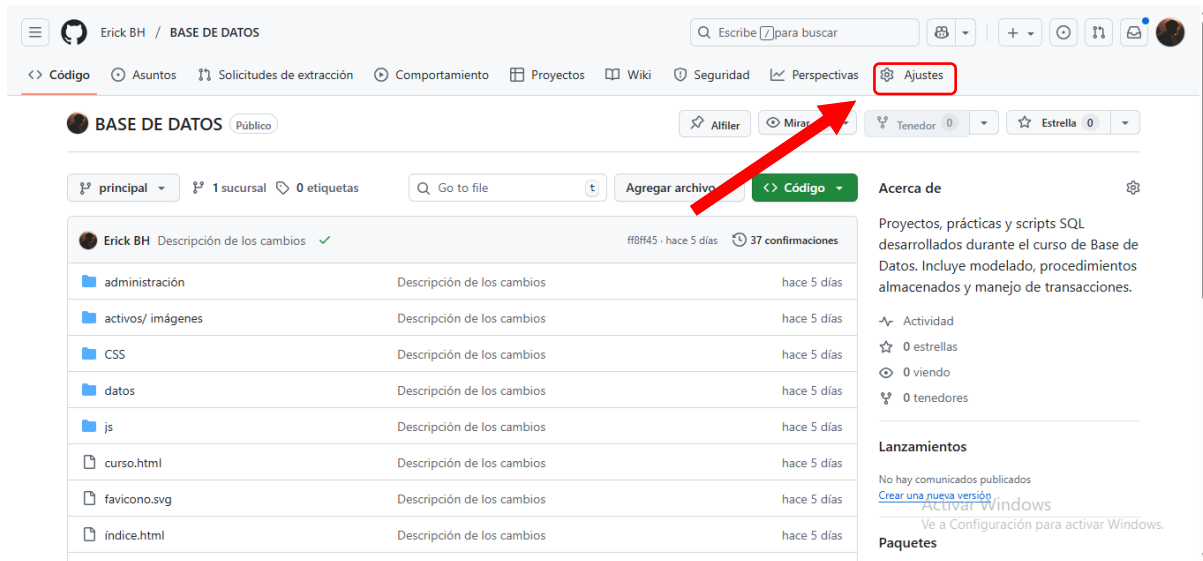 Erick BH / BASE DE DATOS
Escribe / para buscar
Código Asuntos Solicitudes de extracción Comportamiento Proyectos Wiki Seguridad Perspectivas Ajustes
BASE DE DATOS Público
Alfiler Mirar Tenedor 0 Estrella 0
principal 1 sucursal 0 etiquetas Go to file t Agregar archivo Código
Erick BH Descripción de los cambios ff8ff45 · hace 5 días 37 confirmaciones
administración Descripción de los cambios hace 5 días
activos/ imágenes Descripción de los cambios hace 5 días
CSS Descripción de los cambios hace 5 días
datos Descripción de los cambios hace 5 días
js Descripción de los cambios hace 5 días
curso.html Descripción de los cambios hace 5 días
favicono.svg Descripción de los cambios hace 5 días
índice.html Descripción de los cambios hace 5 días
Acerca de
Proyectos, prácticas y scripts SQL
desarrollados durante el curso de Base de
Datos. Incluye modelado, procedimientos
almacenados y manejo de transacciones.
Actividad
0 estrellas
0 viendo
0 tenedores
Lanzamientos
No hay comunicados publicados
Crear una nueva versión
Activar Windows
Ve a Configuración para activar Windows.
Paquetes